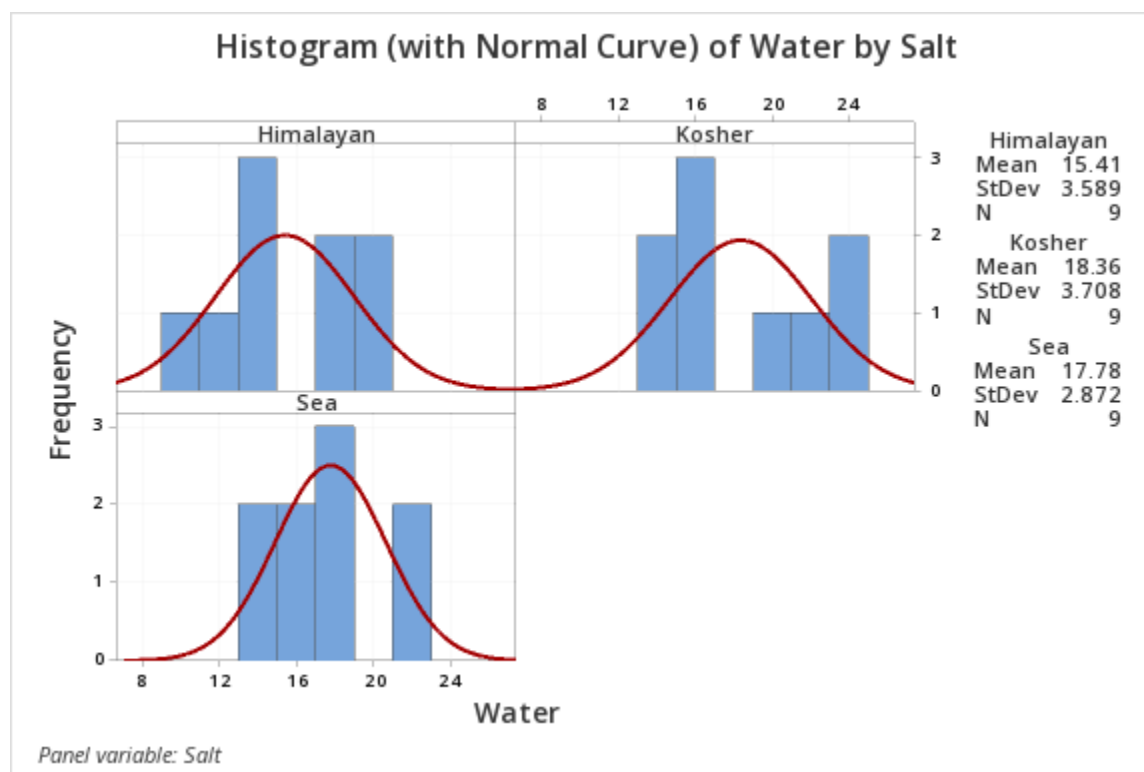 Histogram (with Normal Curve) of Water by Salt
8 12 16 20 24
Himalayan
Kosher
3
2
1
0
Himalayan
Mean 15.41
StDev 3.589
N 9
Kosher
Mean 18.36
StDev 3.708
N 9
Sea
Mean 17.78
StDev 2.872
N 9
Frequency
Sea
3
2
1
0
8 12 16 20 24
Water
Panel variable: Salt